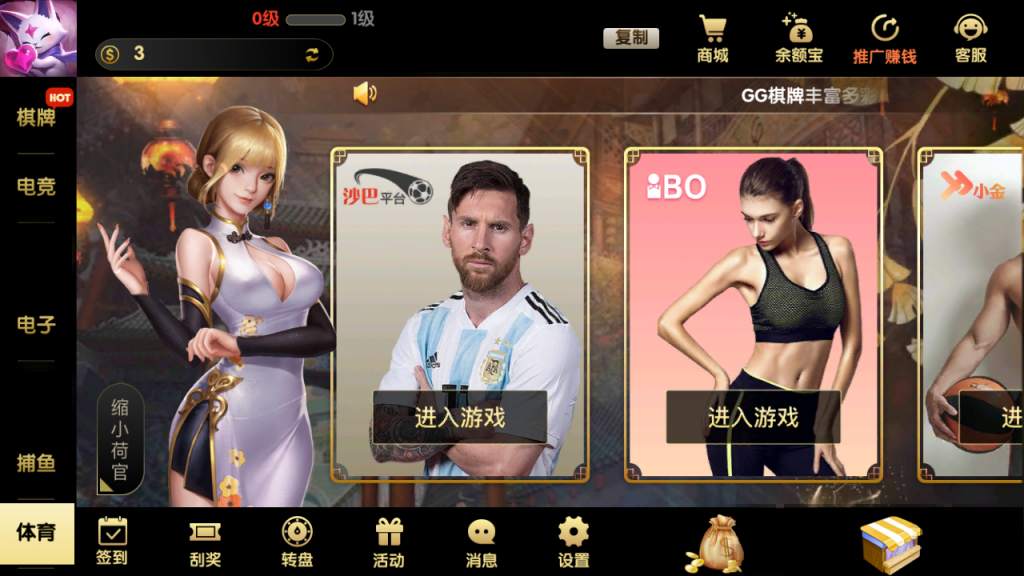 0级 1级
3
复制
商城
余额宝
推广赚钱
客服
HOT
棋牌
电竞
电子
捕鱼
体育
GG棋牌丰富多彩
沙巴平台
进入游戏
BO
进入游戏
小金
进
缩小荷官
签到
刮奖
转盘
活动
消息
设置